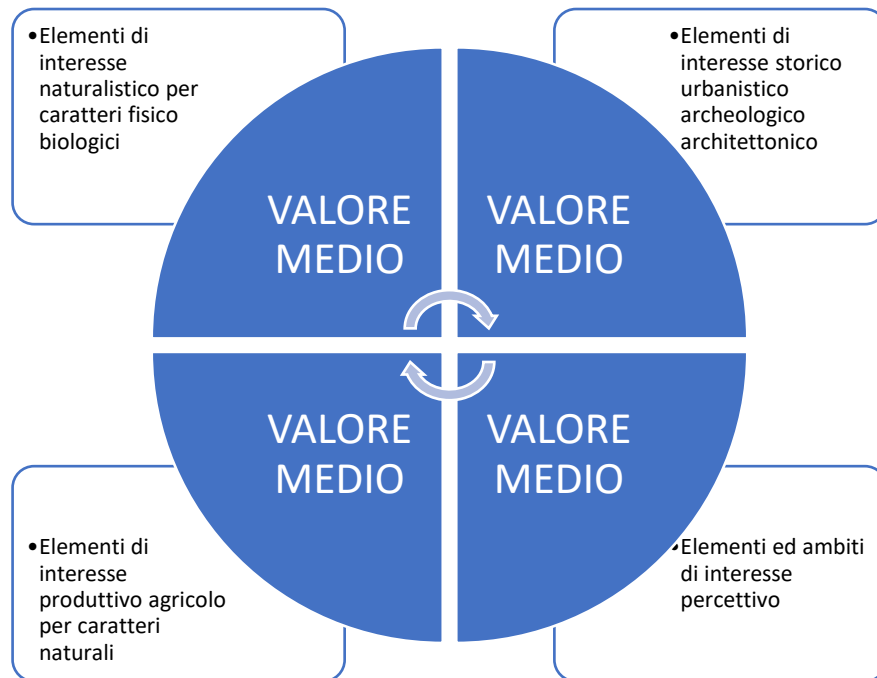 •Elementi di
interesse
naturalistico per
caratteri fisico
biologici
•Elementi di
interesse storico
urbanistico
archeologico
architettonico
VALORE
MEDIO
VALORE
MEDIO
VALORE
MEDIO
VALORE
MEDIO
•Elementi di
interesse
produttivo agricolo
per caratteri
naturali
•Elementi ed ambiti
di interesse
percettivo